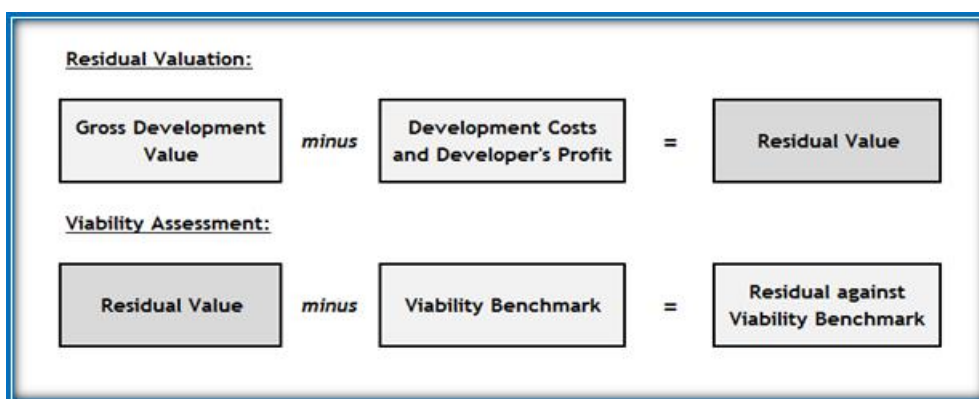 Residual Valuation:
Gross Development
Value
minus
Development Costs
and Developer's Profit
=
Residual Value
Viability Assessment:
Residual Value
minus
Viability Benchmark
=
Residual against
Viability Benchmark